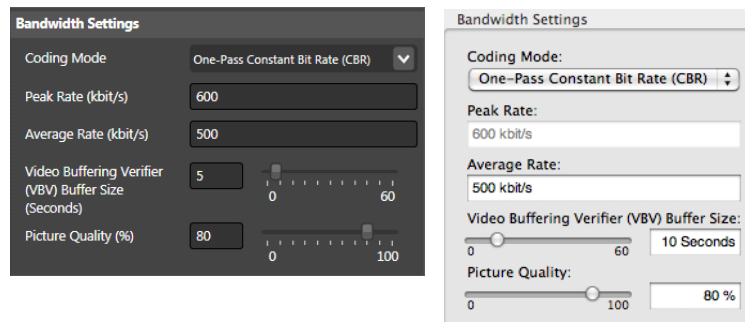 Bandwidth Settings
Coding Mode
One-Pass Constant Bit Rate (CBR)
Peak Rate (kbit/s)
600
Average Rate (kbit/s)
500
Video Buffering Verifier
(VBV) Buffer Size
(Seconds)
5
0 60
Picture Quality (%)
80
0 100
Bandwidth Settings
Coding Mode:
One-Pass Constant Bit Rate (CBR)
Peak Rate:
600 kbit/s
Average Rate:
500 kbit/s
Video Buffering Verifier (VBV) Buffer Size:
0 60
10 Seconds
Picture Quality:
0 100
80 %